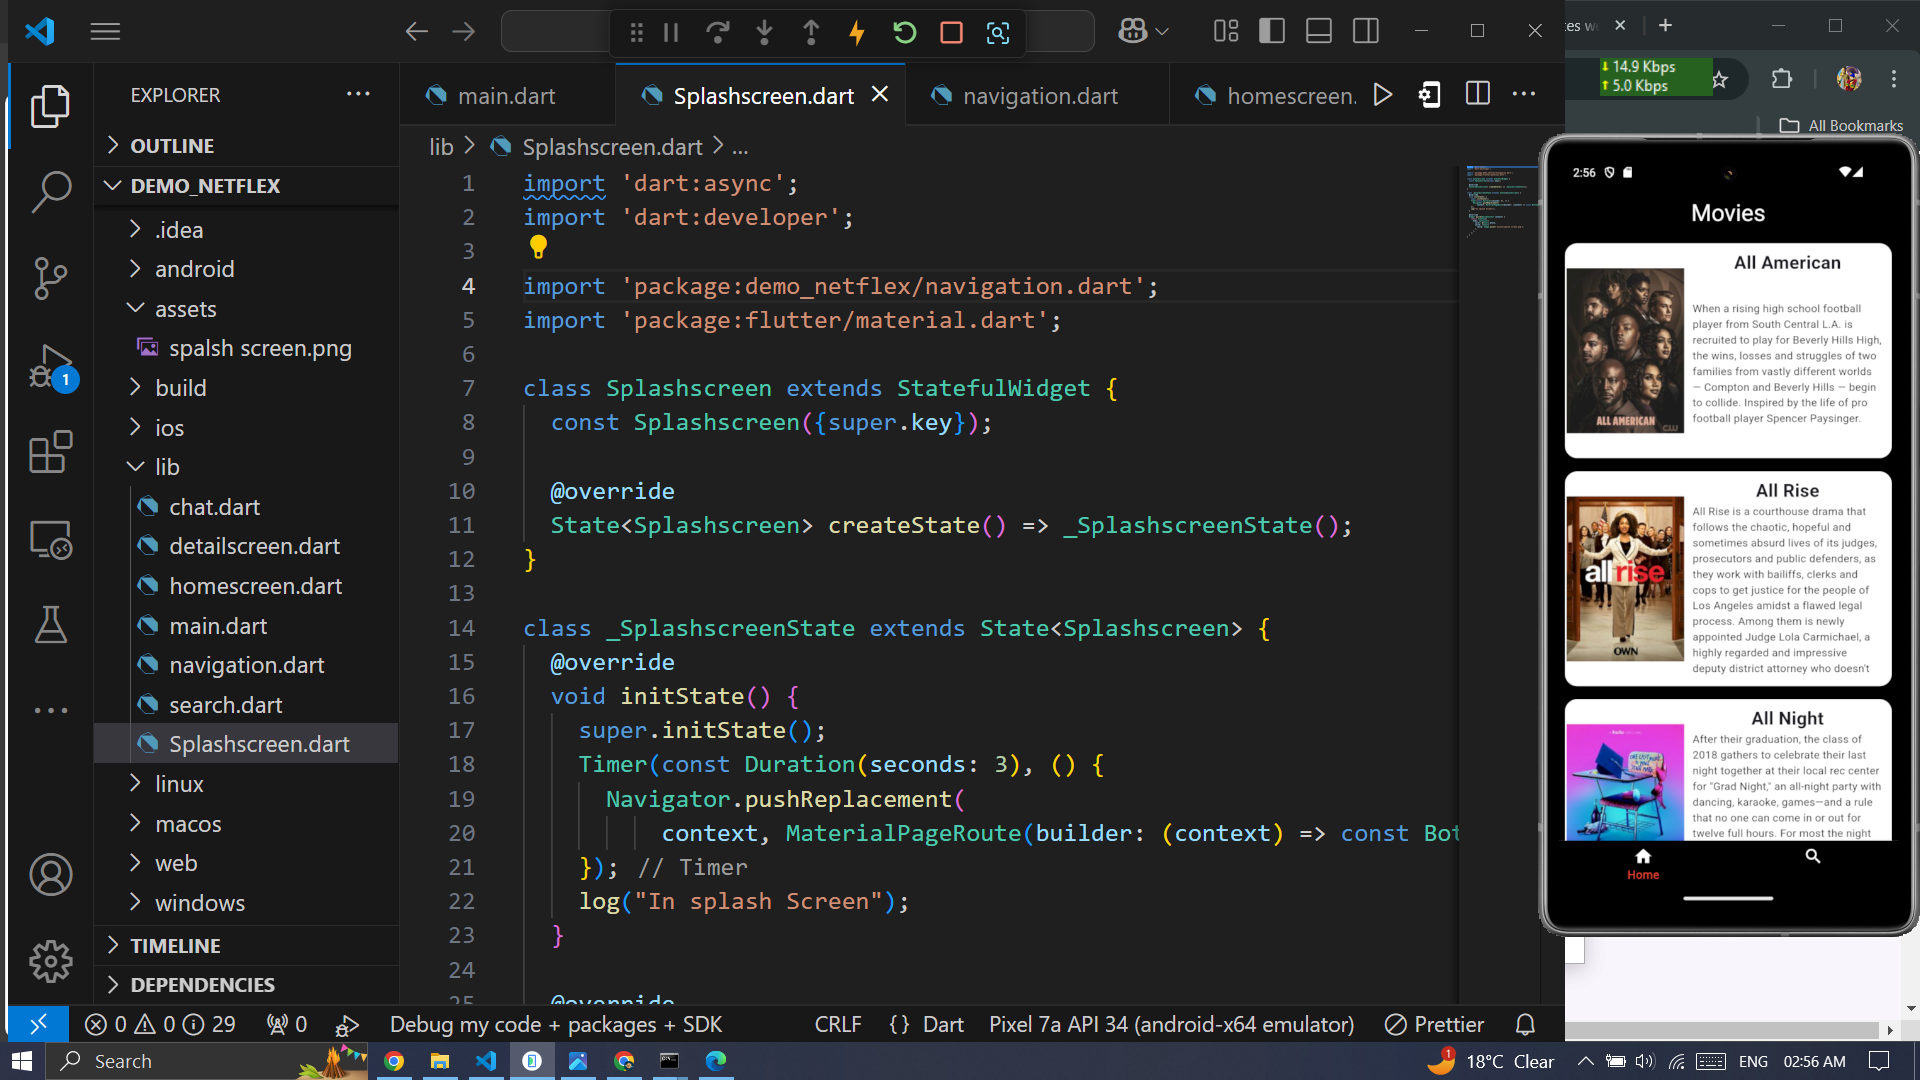 EXPLORER
OUTLINE
DEMO_NETFLEX
.idea
android
assets
spalsh screen.png
build
ios
lib
chat.dart
detailscreen.dart
homescreen.dart
main.dart
navigation.dart
search.dart
Splashscreen.dart
linux
macos
web
windows
TIMELINE
DEPENDENCIES
1
main.dart
Splashscreen.dart
navigation.dart
homescreen.
lib > Splashscreen.dart > ...
1 import 'dart:async';
2 import 'dart:developer';
3
4 import 'package:demo_netflex/navigation.dart';
5 import 'package:flutter/material.dart';
6
7 class Splashscreen extends StatefulWidget {
8 const Splashscreen({super.key});
9
10 @override
11 State<Splashscreen> createState() => _SplashscreenState();
12 }
13
14 class _SplashscreenState extends State<Splashscreen> {
15 @override
16 void initState() {
17 super.initState();
18 Timer(const Duration(seconds: 3), () {
19 Navigator.pushReplacement(
20 context, MaterialPageRoute(builder: (context) => const Bot
21 }); // Timer
22 log("In splash Screen");
23 }
24
25 @override
0 0 29 0 Debug my code + packages + SDK CRLF {} Dart Pixel 7a API 34 (android-x64 emulator) Prettier
14.9 Kbps
5.0 Kbps
All Bookmarks
2:56
Movies
All American
When a rising high school football
player from South Central L.A. is
recruited to play for Beverly Hills High,
the wins, losses and struggles of two
families from vastly different worlds
— Compton and Beverly Hills — begin
to collide. Inspired by the life of pro
football player Spencer Paysinger.
ALL AMERICAN
CW
All Rise
All Rise is a courthouse drama that
follows the chaotic, hopeful and
sometimes absurd lives of its judges,
prosecutors and public defenders, as
they work with bailiffs, clerks and
cops to get justice for the people of
Los Angeles amidst a flawed legal
process. Among them is newly
appointed Judge Lola Carmichael, a
highly regarded and impressive
deputy district attorney who doesn't
all rise
OWN
All Night
After their graduation, the class of
2018 gathers to celebrate their last
night together at their local rec center
for "Grad Night," an all-night party with
dancing, karaoke, games—and a rule
that no one can come in or out for
twelve full hours. For most the night
Home
Search
1
18°C Clear
ENG
02:56 AM